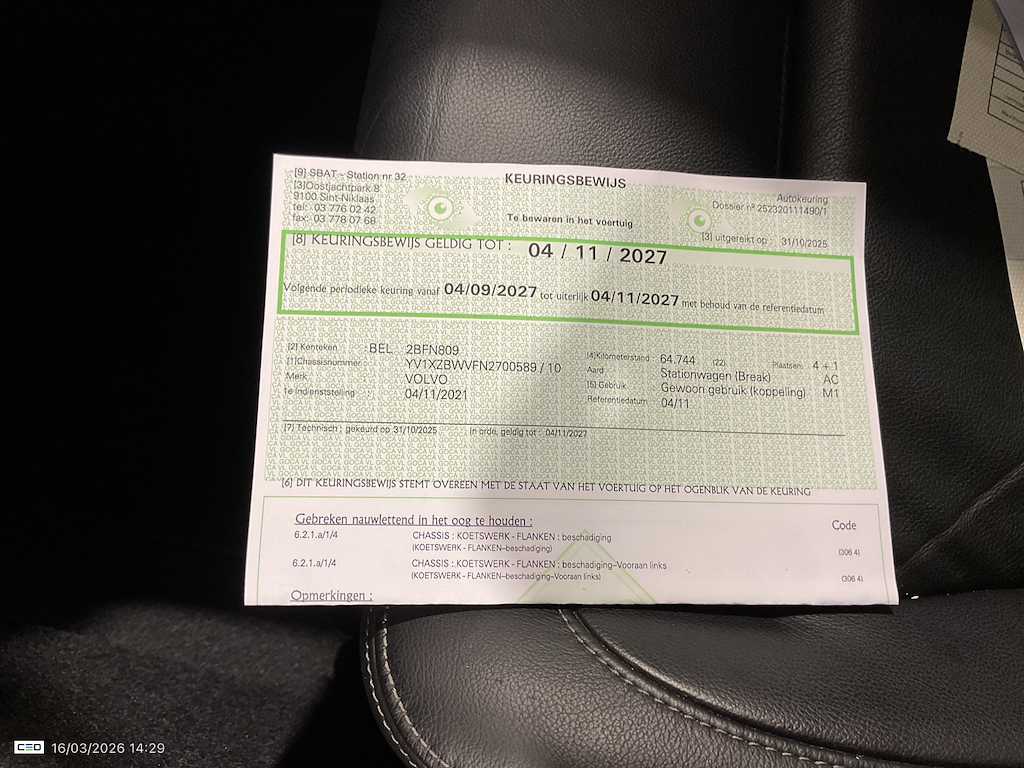 [9] SBAT - Station nr 32
[3]Oostjachtpark 8
9100 Sint-Niklaas
tel: 03 776 02 42
fax: 03 778 07 68
KEURINGSBEWIJS
Te bewaren in het voertuig
Autokeuring
Dossier nº 252320111490/1
[3] uitgereikt op : 31/10/2025
[8] KEURINGSBEWIJS GELDIG TOT : 04 / 11 / 2027
Volgende periodieke keuring vanaf 04/09/2027 tot uiterlijk 04/11/2027 met behoud van de referentiedatum
[2] Kenteken : BEL 2BFN809
[1]Chassisnummer : YV1XZBWVFN2700589 / 10
Merk : VOLVO
1e indienststelling : 04/11/2021
[4]Kilometerstand : 64.744 (22) Plaatsen: 4 + 1
Aard : Stationwagen (Break) AC
[5] Gebruik : Gewoon gebruik (koppeling) M1
Referentiedatum : 04/11
[7] Technisch : gekeurd op 31/10/2025 In orde, geldig tot : 04/11/2027
[6] DIT KEURINGSBEWIJS STEMT OVEREEN MET DE STAAT VAN HET VOERTUIG OP HET OGENBLIK VAN DE KEURING
Gebreken nauwlettend in het oog te houden : Code
6.2.1.a/1/4 CHASSIS : KOETSWERK - FLANKEN : beschadiging
(KOETSWERK - FLANKEN–beschadiging) (306 4)
6.2.1.a/1/4 CHASSIS : KOETSWERK - FLANKEN : beschadiging–Vooraan links
(KOETSWERK - FLANKEN–beschadiging–Vooraan links) (306 4)
Opmerkingen :
CEO 16/03/2026 14:29